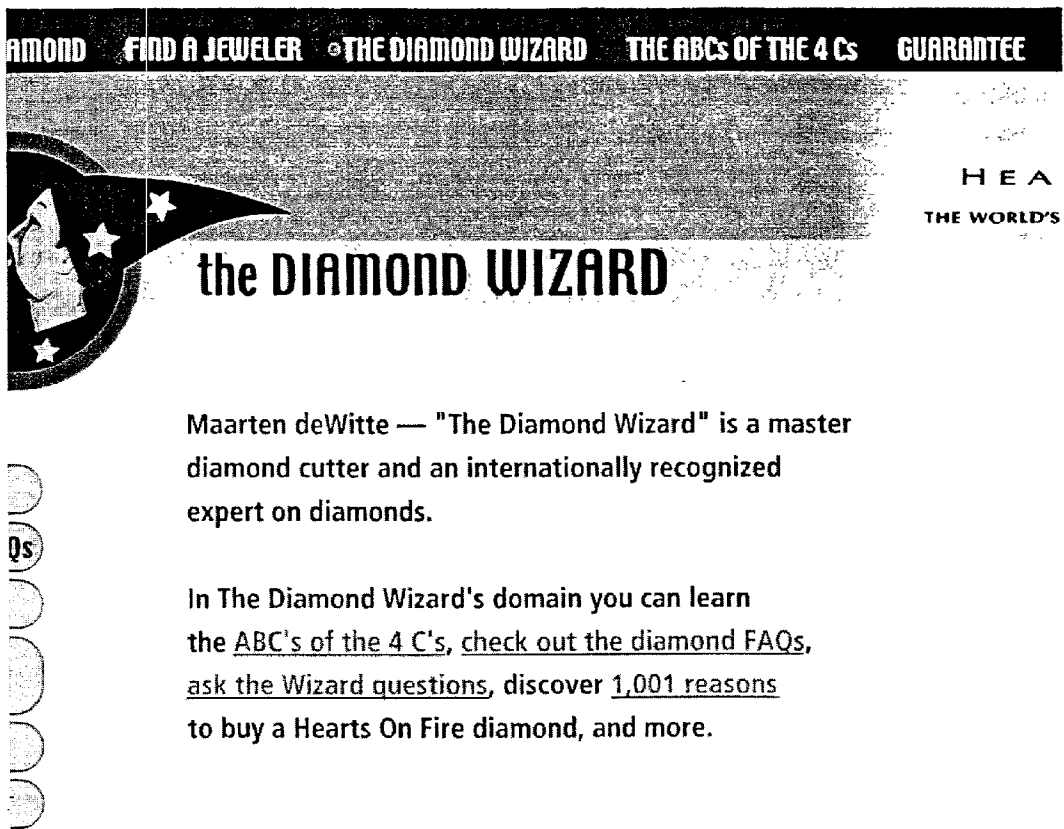 AMOND FIND A JEWELER THE DIAMOND WIZARD THE ABCs OF THE 4 Cs GUARANTEE
HEA
THE WORLD'S
the DIAMOND WIZARD
Maarten deWitte — "The Diamond Wizard" is a master
diamond cutter and an internationally recognized
expert on diamonds.
Qs
In The Diamond Wizard's domain you can learn
the ABC's of the 4 C's, check out the diamond FAQs,
ask the Wizard questions, discover 1,001 reasons
to buy a Hearts On Fire diamond, and more.